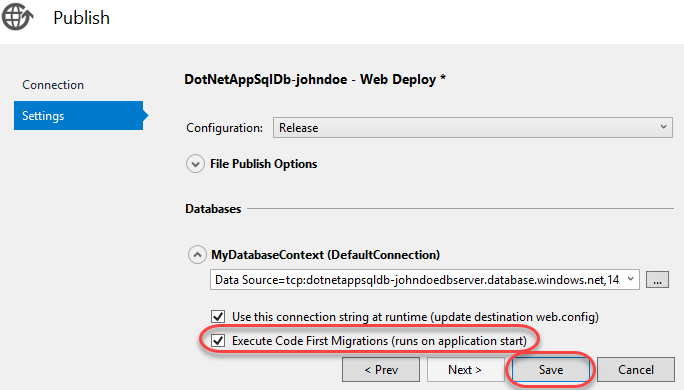 Publish
Connection
Settings
DotNetAppSqlDb-johndoe - Web Deploy *
Configuration: Release
File Publish Options
Databases
MyDatabaseContext (DefaultConnection)
Data Source=tcp:dotnetappsqldb-johndoedbserver.database.windows.net,14 ...
Use this connection string at runtime (update destination web.config)
Execute Code First Migrations (runs on application start)
< Prev Next > Save Cancel